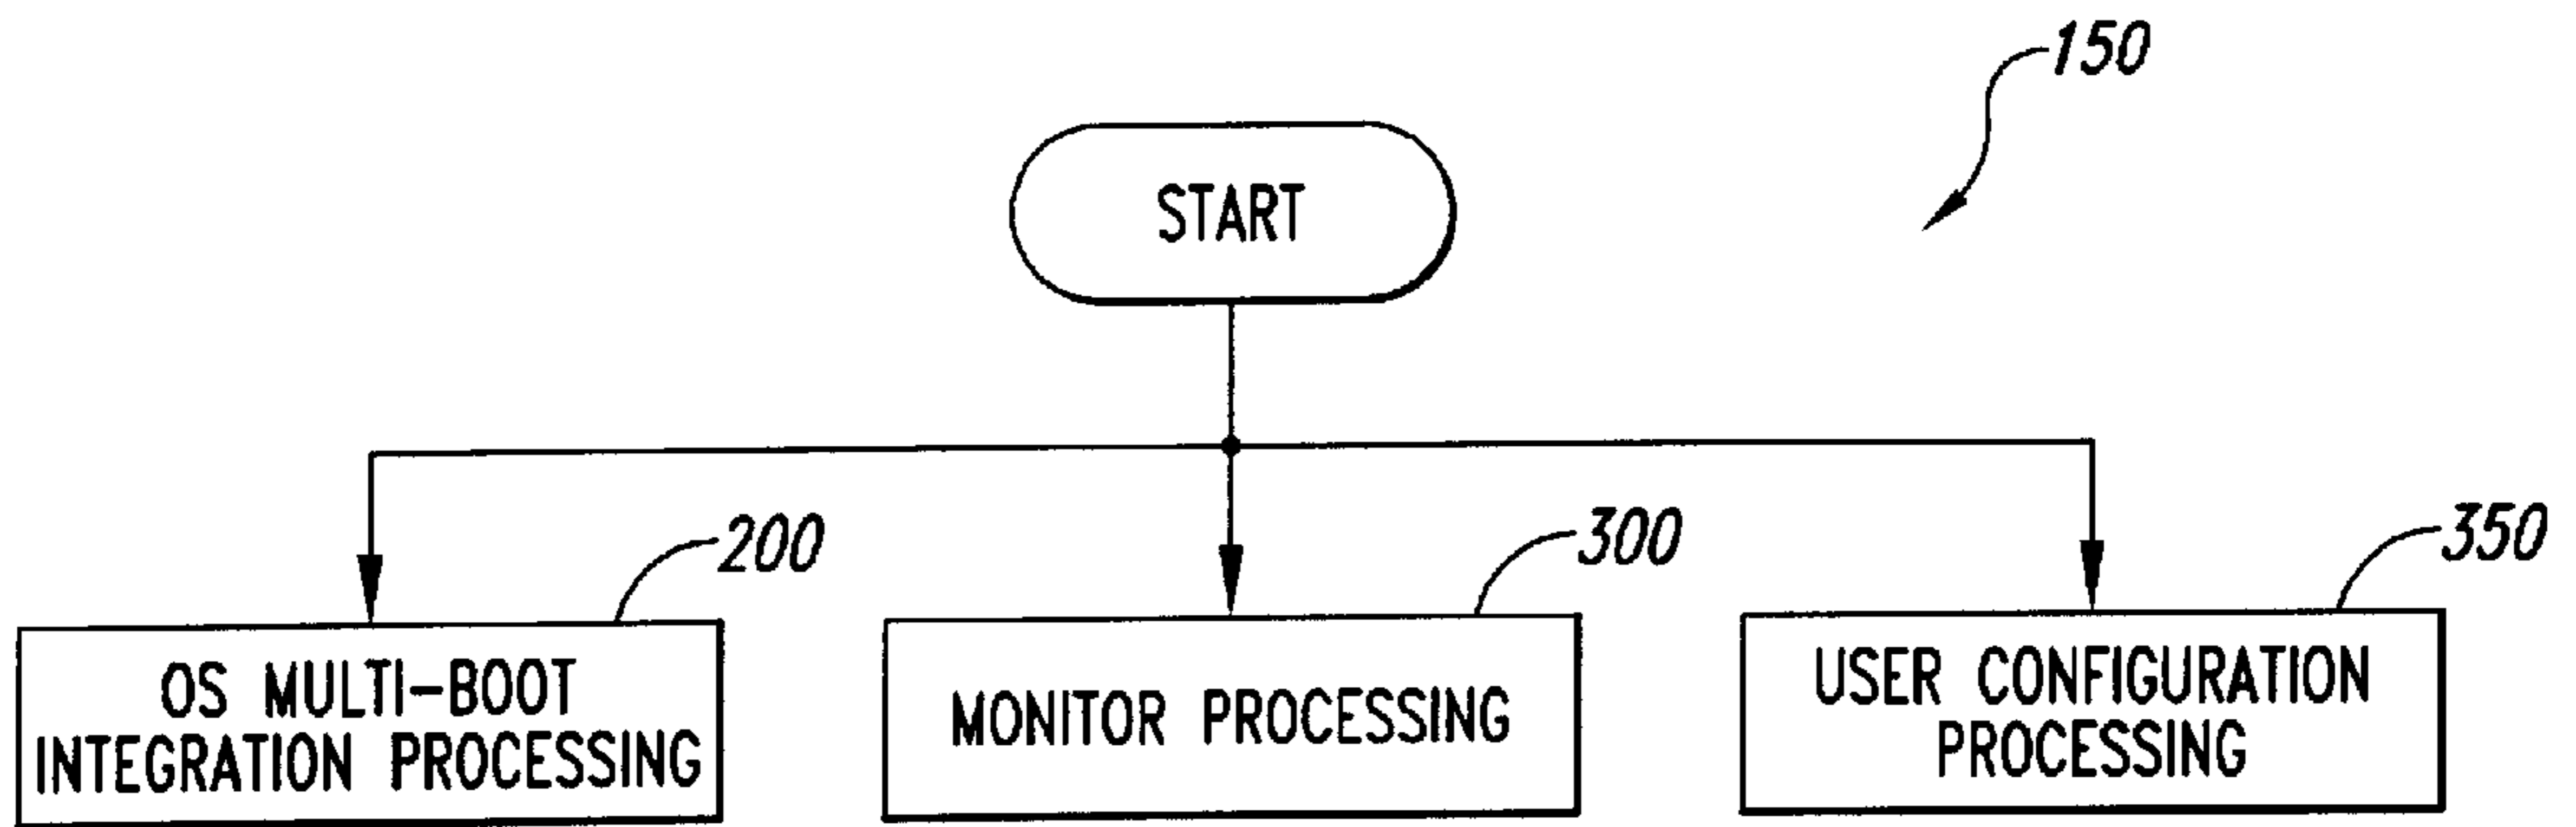 150
START
200
300
350
OS MULTI-BOOT
INTEGRATION PROCESSING
MONITOR PROCESSING
USER CONFIGURATION
PROCESSING